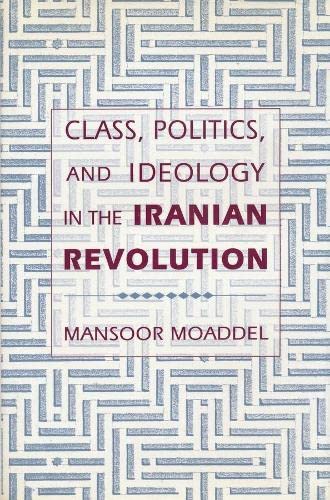 CLASS, POLITICS,
AND IDEOLOGY
IN THE IRANIAN
REVOLUTION
MANSOOR MOADDEL